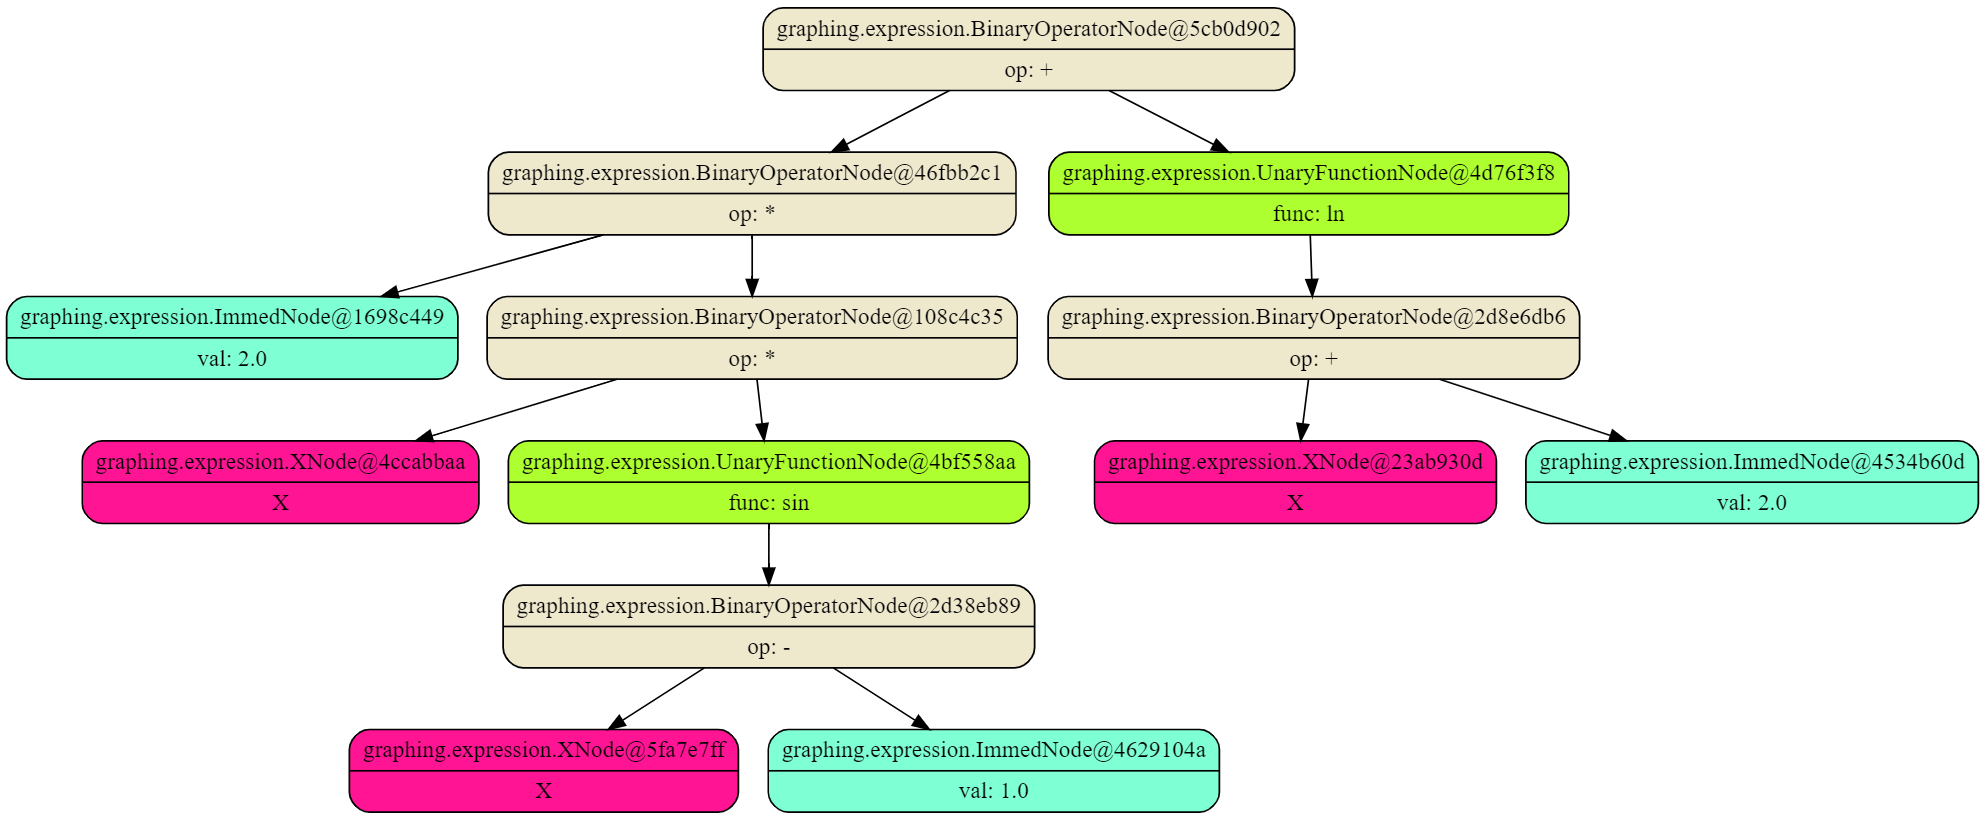 graphing.expression.BinaryOperatorNode@5cb0d902
op: +
graphing.expression.BinaryOperatorNode@46fbb2c1
op: *
graphing.expression.UnaryFunctionNode@4d76f3f8
func: ln
graphing.expression.ImmedNode@1698c449
val: 2.0
graphing.expression.BinaryOperatorNode@108c4c35
op: *
graphing.expression.BinaryOperatorNode@2d8e6db6
op: +
graphing.expression.XNode@4ccabbaa
X
graphing.expression.UnaryFunctionNode@4bf558aa
func: sin
graphing.expression.XNode@23ab930d
X
graphing.expression.ImmedNode@4534b60d
val: 2.0
graphing.expression.BinaryOperatorNode@2d38eb89
op: -
graphing.expression.XNode@5fa7e7ff
X
graphing.expression.ImmedNode@4629104a
val: 1.0